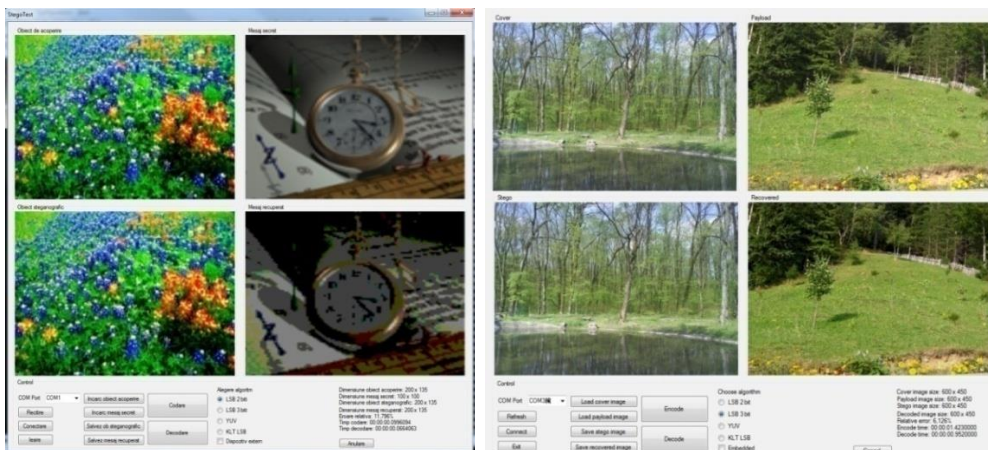 StegoText
Obiect de acoperire
Mesaj secret
Obiect steganografic
Mesaj recuperat
Control
COM Port COM1
Incarc obiect acoperire
Codare
Reciire
Incarc mesaj secret
Conectare
Salvez ob steganografic
Decodare
Iesire
Salvez mesaj recuperat
Alegere algoritm
LSB 2 bit
LSB 3 bit
YUV
KLT LSB
Dispozitiv extern
Dimensiune obiect acoperire: 200 x 135
Dimensiune mesaj secret: 100 x 100
Dimensiune obiect steganografic: 200 x 135
Dimensiune mesaj recuperat: 200 x 135
Eroare relativa: 11,796%
Timp codare: 00:00:00.0996094
Timp decodare: 00:00:00.0664063
Anulare
Cover
Payload
Stego
Recovered
Control
COM Port COM3
Load cover image
Encode
Refresh
Load payload image
Connect
Save stego image
Decode
Exit
Save recovered image
Choose algorithm
LSB 2 bit
LSB 3 bit
YUV
KLT LSB
Embedded
Cover image size: 600 x 450
Payload image size: 600 x 450
Stego image size: 600 x 450
Decoded image size: 600 x 450
Relative error: 6,126%
Encode time: 00:00:01.4230000
Decode time: 00:00:00.9520000